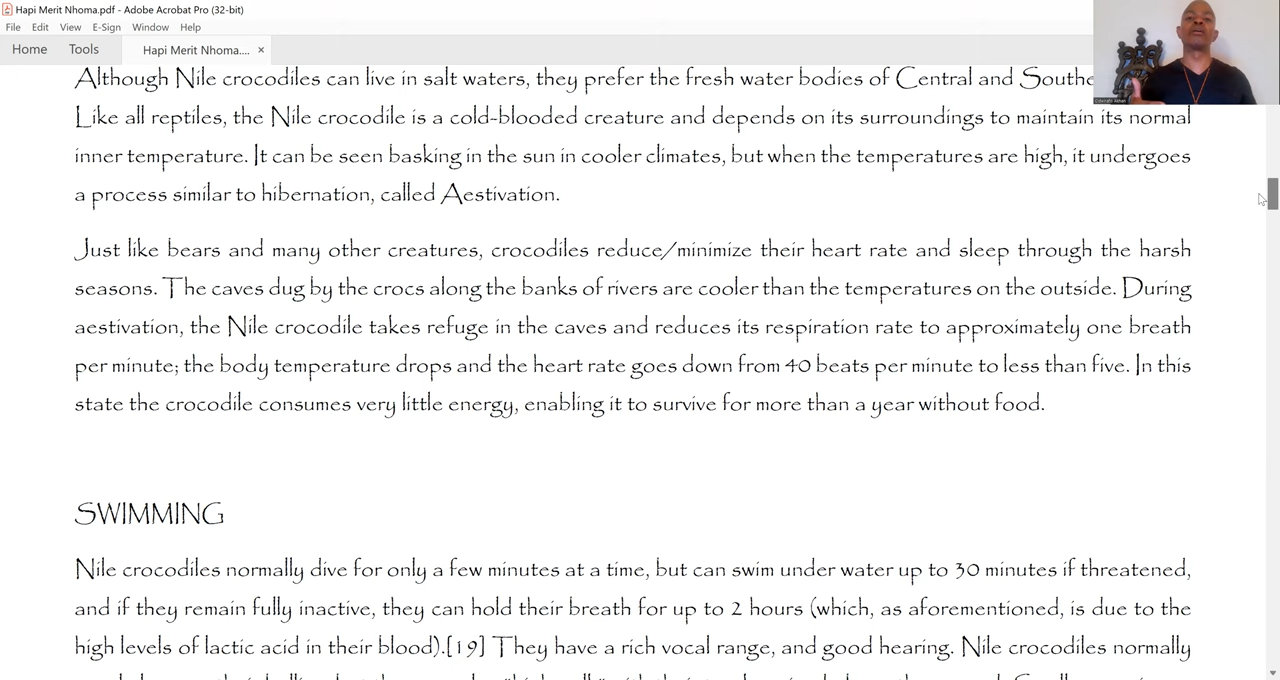 Hapi Merit Nhoma.pdf - Adobe Acrobat Pro (32-bit)
File Edit View E-Sign Window Help
Home Tools Hapi Merit Nhoma.... ×
Although Nile crocodiles can live in salt waters, they prefer the fresh water bodies of Central and Southe
Like all reptiles, the Nile crocodile is a cold-blooded creature and depends on its surroundings to maintain its normal
inner temperature. It can be seen basking in the sun in cooler climates, but when the temperatures are high, it undergoes
a process similar to hibernation, called Aestivation.
Just like bears and many other creatures, crocodiles reduce/minimize their heart rate and sleep through the harsh
seasons. The caves dug by the crocs along the banks of rivers are cooler than the temperatures on the outside. During
aestivation, the Nile crocodile takes refuge in the caves and reduces its respiration rate to approximately one breath
per minute; the body temperature drops and the heart rate goes down from 40 beats per minute to less than five. In this
state the crocodile consumes very little energy, enabling it to survive for more than a year without food.
SWIMMING
Nile crocodiles normally dive for only a few minutes at a time, but can swim under water up to 30 minutes if threatened,
and if they remain fully inactive, they can hold their breath for up to 2 hours (which, as aforementioned, is due to the
high levels of lactic acid in their blood).[19] They have a rich vocal range, and good hearing. Nile crocodiles normally